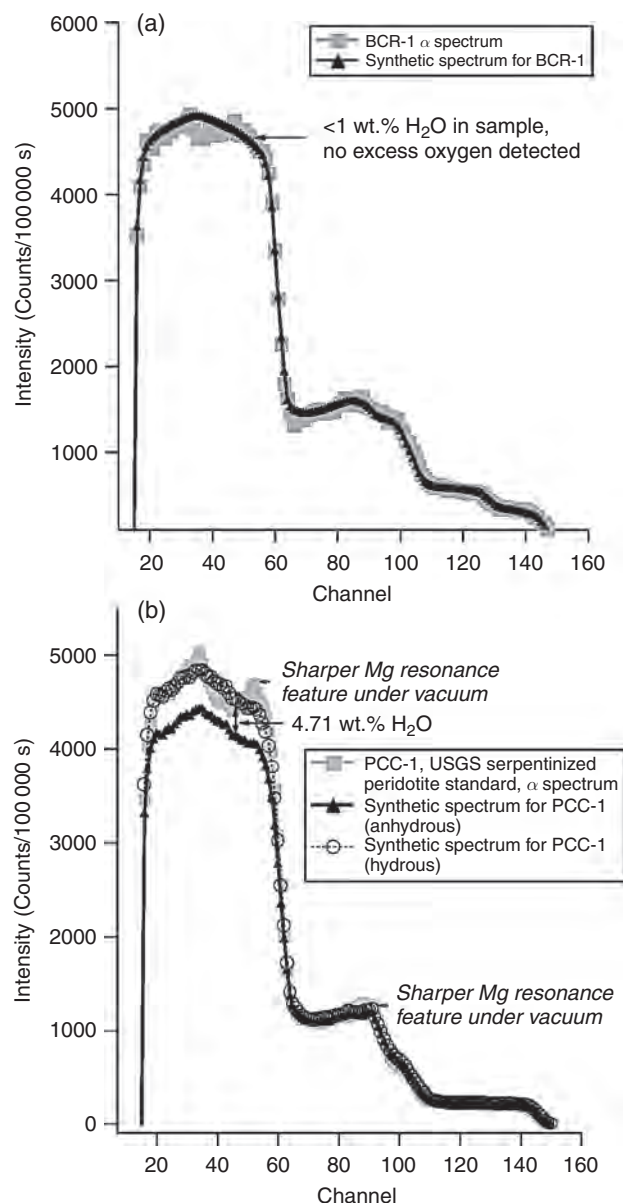 (a)
BCR-1 α spectrum
Synthetic spectrum for BCR-1
<1 wt.% H₂O in sample,
no excess oxygen detected
6000
5000
4000
3000
2000
1000
Intensity (Counts/100 000 s)
20 40 60 80 100 120 140 160
Channel
(b)
Sharper Mg resonance
feature under vacuum
4.71 wt.% H₂O
PCC-1, USGS serpentinized
peridotite standard, α spectrum
Synthetic spectrum for PCC-1
(anhydrous)
Synthetic spectrum for PCC-1
(hydrous)
Sharper Mg resonance
feature under vacuum
5000
4000
3000
2000
1000
0
Intensity (Counts/100 000 s)
20 40 60 80 100 120 140 160
Channel